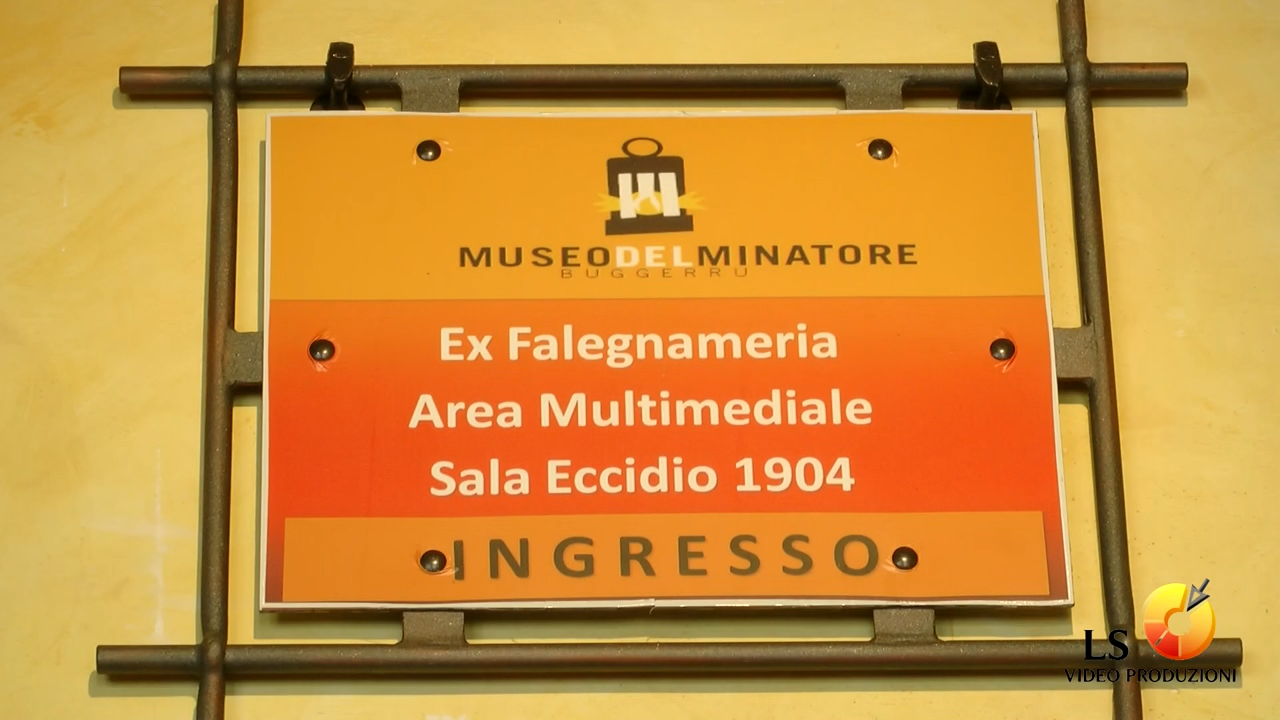 MUSEODELMINATORE
BUGGERRU
Ex Falegnameria
Area Multimediale
Sala Eccidio 1904
INGRESSO
LS
VIDEO PRODUZIONI